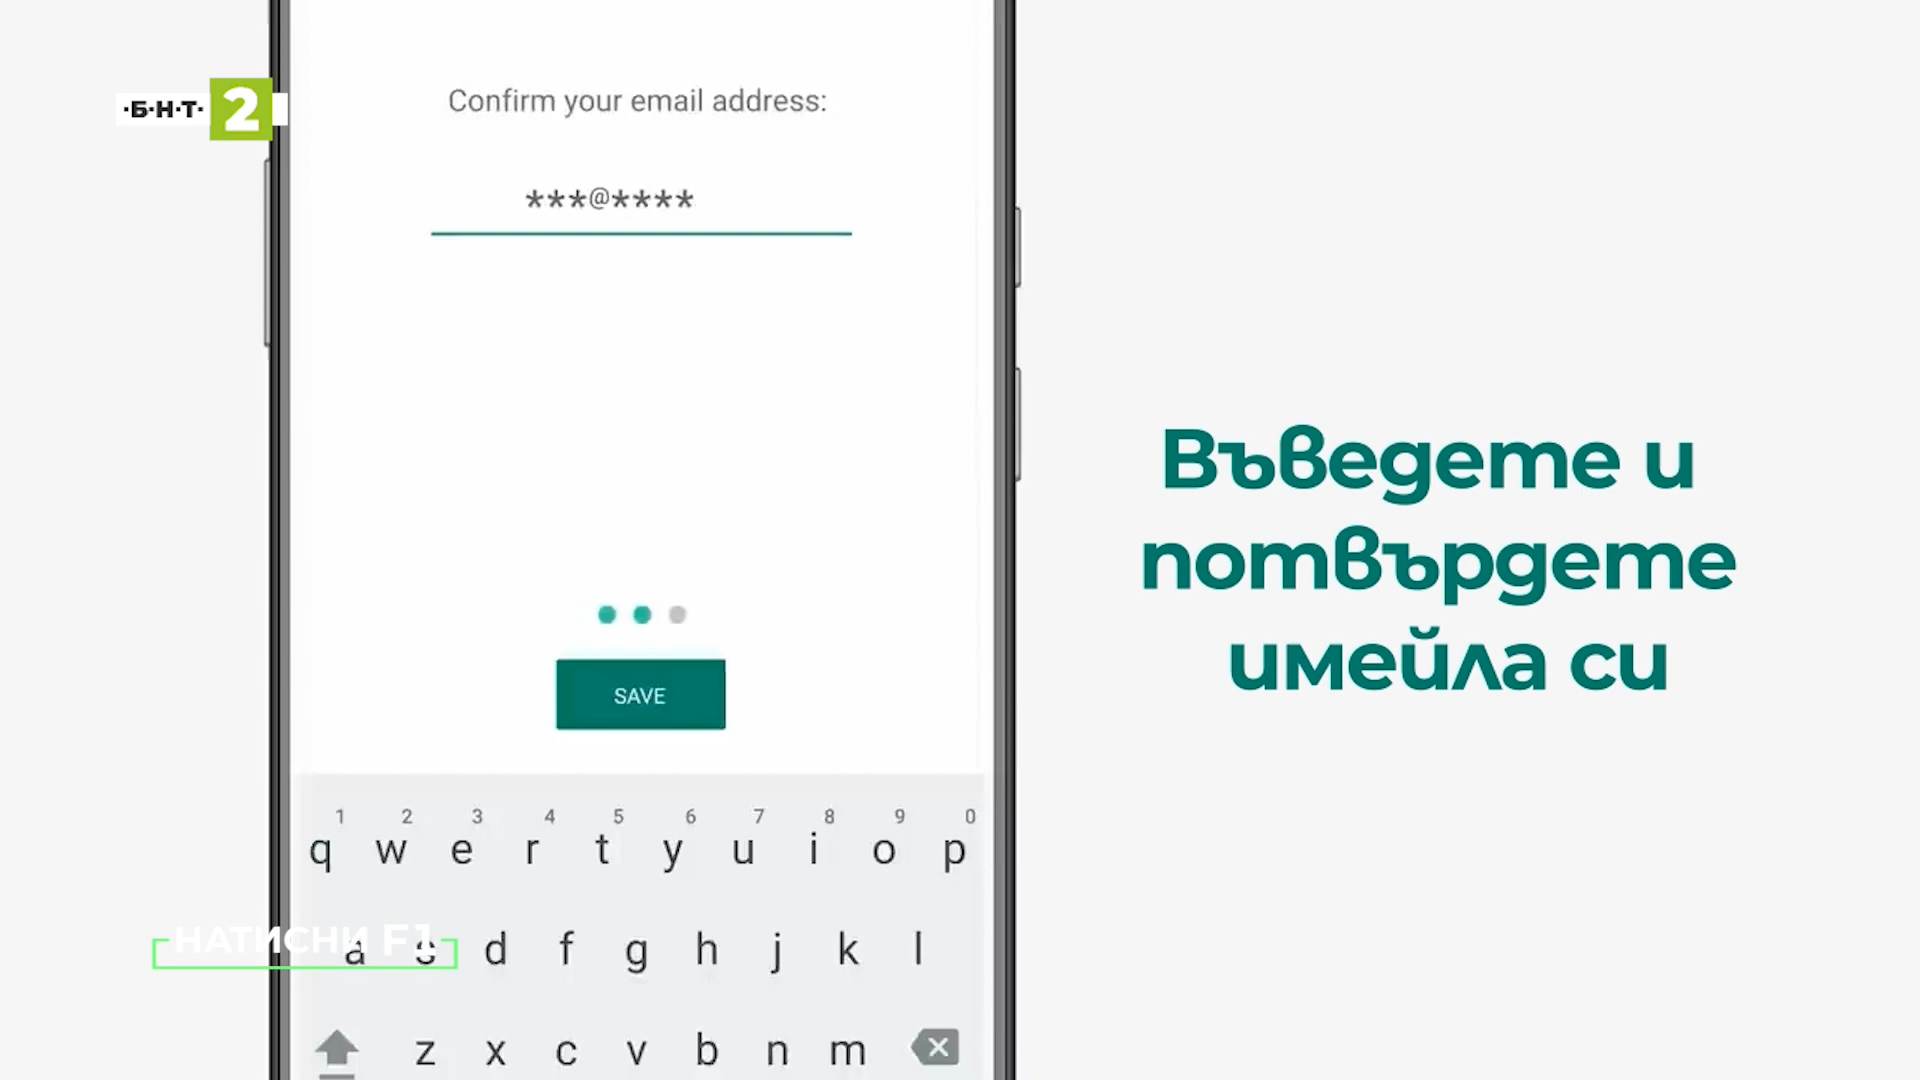 ·Б·Н·Т· 2
Confirm your email address:
***@****
SAVE
1 2 3 4 5 6 7 8 9 0
q w e r t y u i o p
a s d f g h j k l
z x c v b n m
НАТИСНИ F1
Въведете и
потвърдете
имейла си